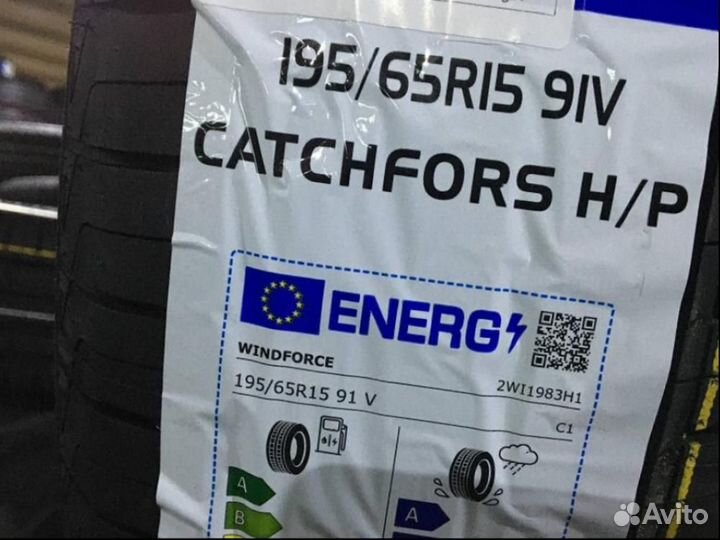 195/65R15 91V
CATCHFORS H/P
ENERG
WINDFORCE
2WI1983H1
195/65R15 91 V
C1
A
A
B
Avito